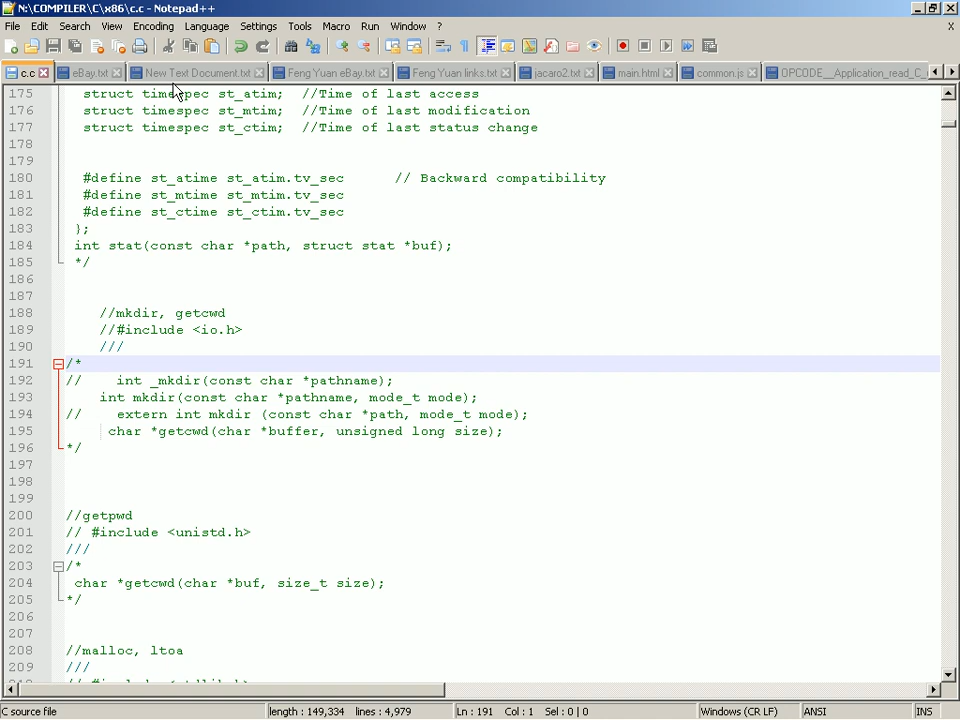 N:\COMPILER\C\x86\c.c - Notepad++
File Edit Search View Encoding Language Settings Tools Macro Run Window ? X
c.c eBay.txt New Text Document.txt Feng Yuan eBay.txt Feng Yuan links.txt jacaro2.txt main.html common.js OPCODE__Application_read_C_
175 struct timespec st_atim; //Time of last access
176 struct timespec st_mtim; //Time of last modification
177 struct timespec st_ctim; //Time of last status change
178
179
180 #define st_atime st_atim.tv_sec // Backward compatibility
181 #define st_mtime st_mtim.tv_sec
182 #define st_ctime st_ctim.tv_sec
183 };
184 int stat(const char *path, struct stat *buf);
185 */
186
187
188 //mkdir, getcwd
189 //#include <io.h>
190 ///
191 /*
192 // int _mkdir(const char *pathname);
193 int mkdir(const char *pathname, mode_t mode);
194 // extern int mkdir (const char *path, mode_t mode);
195 char *getcwd(char *buffer, unsigned long size);
196 */
197
198
199
200 //getpwd
201 // #include <unistd.h>
202 ///
203 /*
204 char *getcwd(char *buf, size_t size);
205 */
206
207
208 //malloc, ltoa
209 ///
C source file length : 149,334 lines : 4,979 Ln : 191 Col : 1 Sel : 0 | 0 Windows (CR LF) ANSI INS